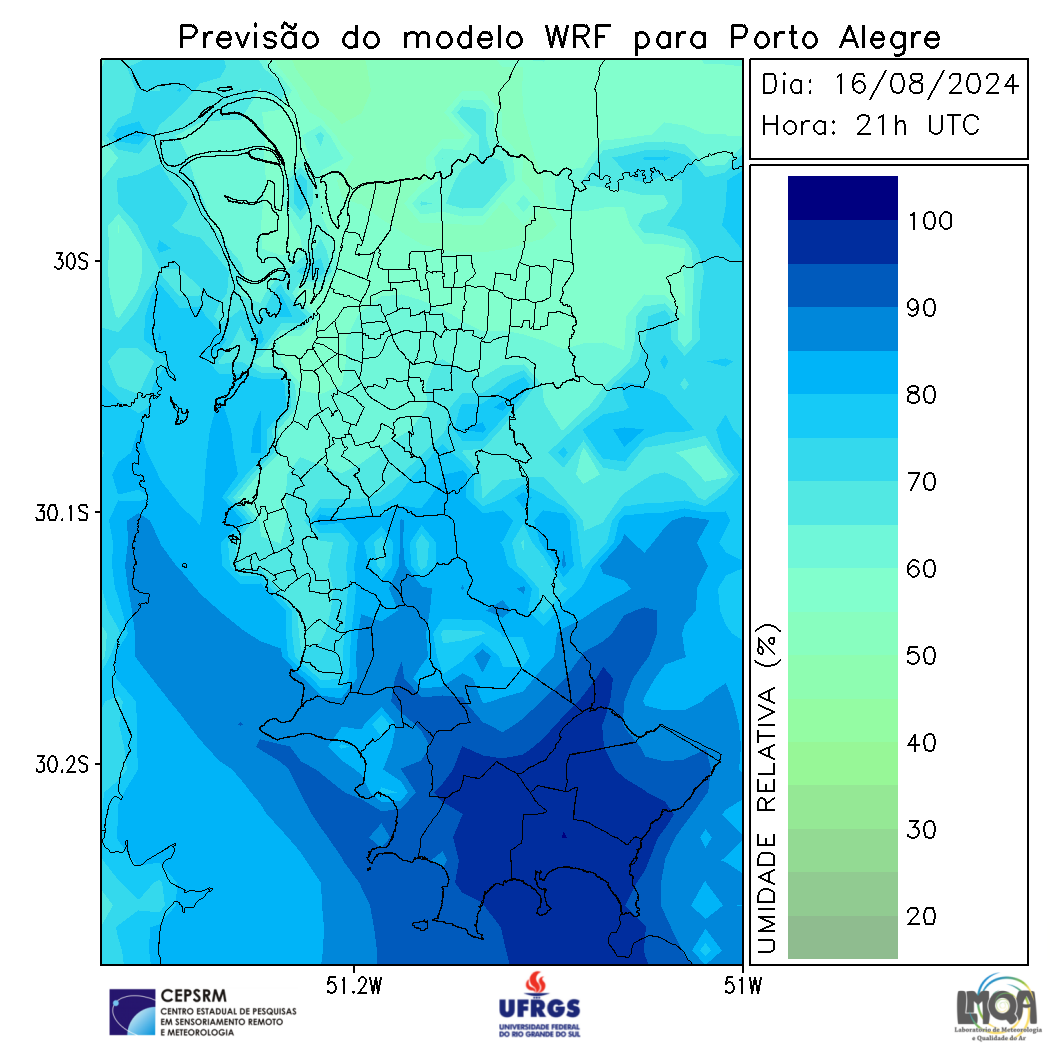 Previsão do modelo WRF para Porto Alegre
Dia: 16/08/2024
Hora: 21h UTC
30S
30.1S
30.2S
51.2W
51W
UMIDADE RELATIVA (%)
100
90
80
70
60
50
40
30
20
CEPSRM
CENTRO ESTADUAL DE PESQUISAS
EM SENSORIAMENTO REMOTO
E METEOROLOGIA
UFRGS
UNIVERSIDADE FEDERAL
DO RIO GRANDE DO SUL
LMQA
Laboratório de Meteorologia
e Qualidade do Ar